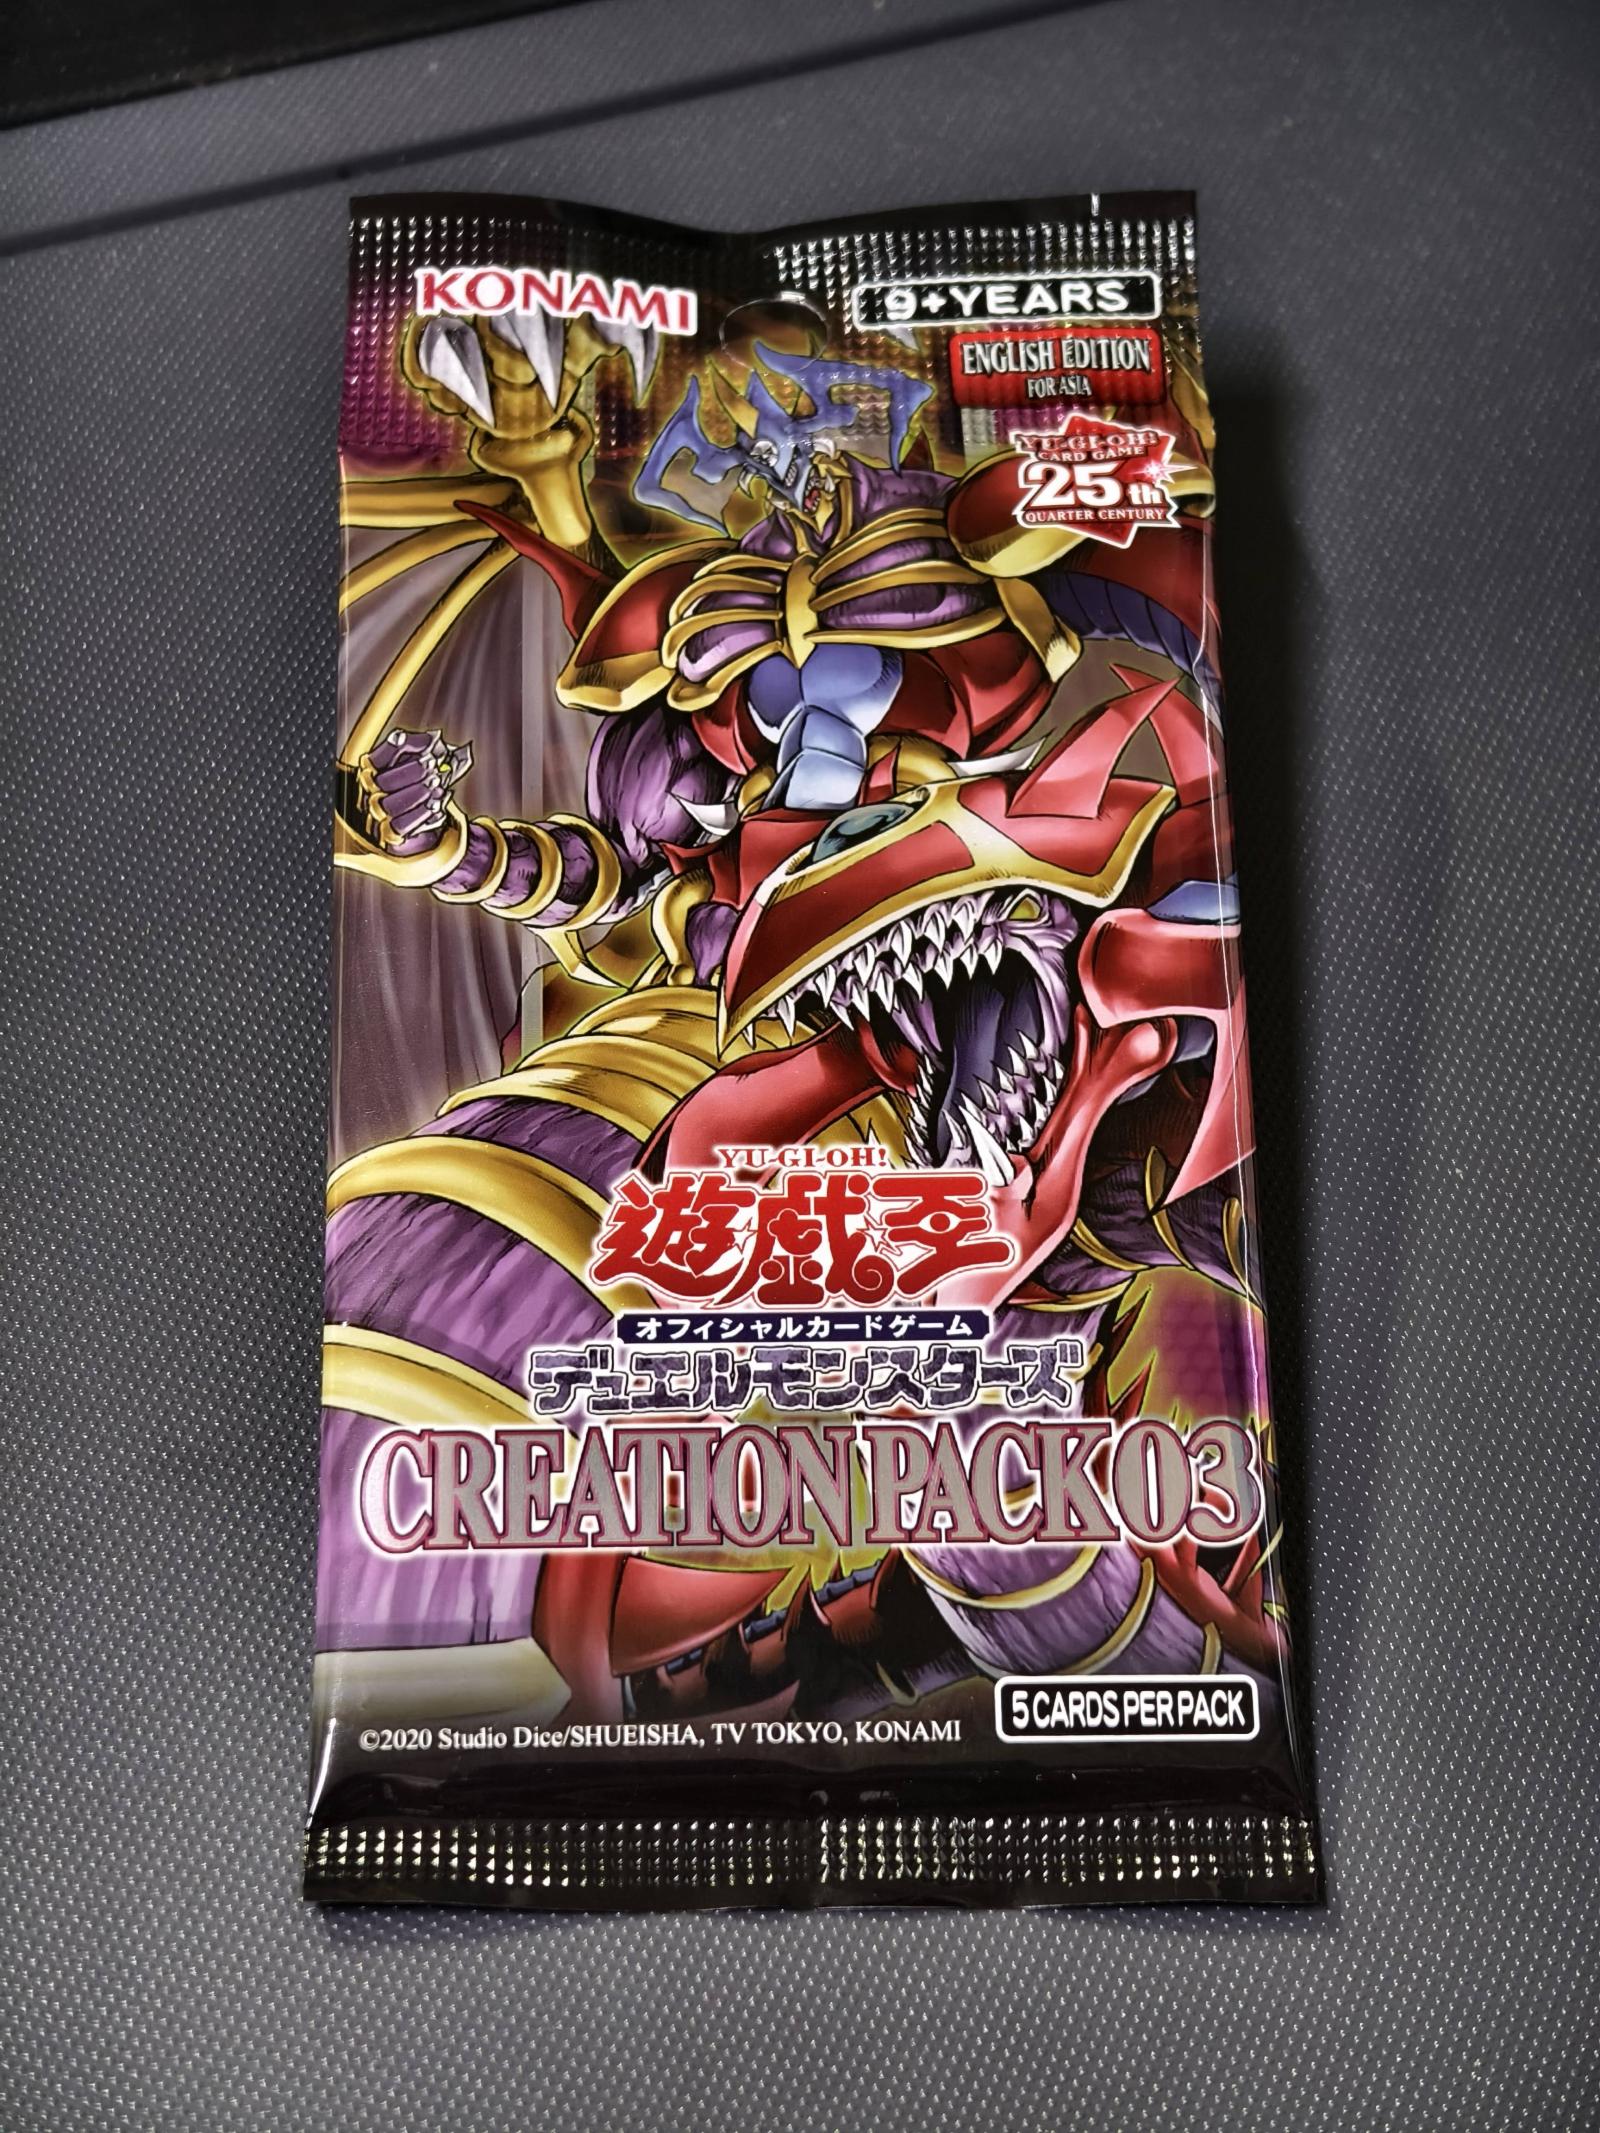 KONAMI
9+YEARS
ENGLISH EDITION
FOR ASIA
YU-GI-OH!
CARD GAME
25th
QUARTER CENTURY
YU-GI-OH!
遊☆戯☆王
オフィシャルカードゲーム
デュエルモンスターズ
CREATION PACK 03
5 CARDS PER PACK
©2020 Studio Dice/SHUEISHA, TV TOKYO, KONAMI